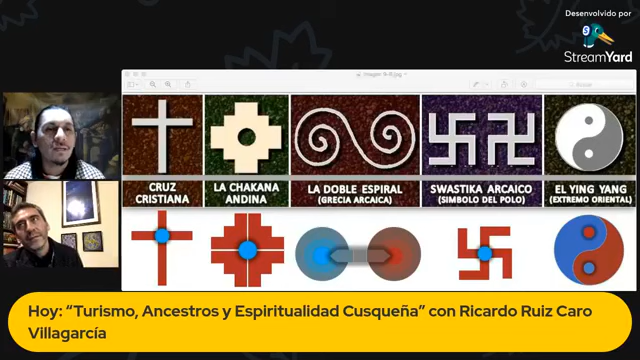 Desenvolvido por
StreamYard
CRUZ
CRISTIANA
LA CHAKANA
ANDINA
LA DOBLE ESPIRAL
(GRECIA ARCAICA)
SWASTIKA ARCAICO
(SIMBOLO DEL POLO)
EL YING YANG
(EXTREMO ORIENTAL)
Hoy: “Turismo, Ancestros y Espiritualidad Cusqueña” con Ricardo Ruiz Caro
Villagarcía